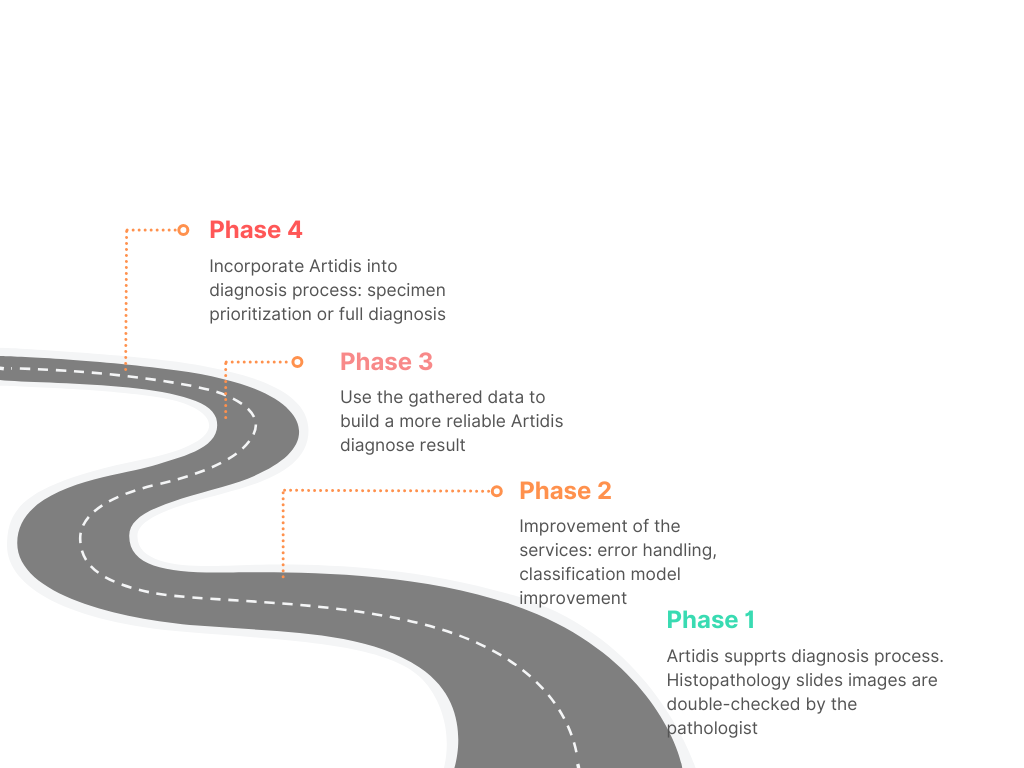 Phase 4
Incorporate Artidis into
diagnosis process: specimen
prioritization or full diagnosis
Phase 3
Use the gathered data to
build a more reliable Artidis
diagnose result
Phase 2
Improvement of the
services: error handling,
classification model
improvement
Phase 1
Artidis supprts diagnosis process.
Histopathology slides images are
double-checked by the
pathologist